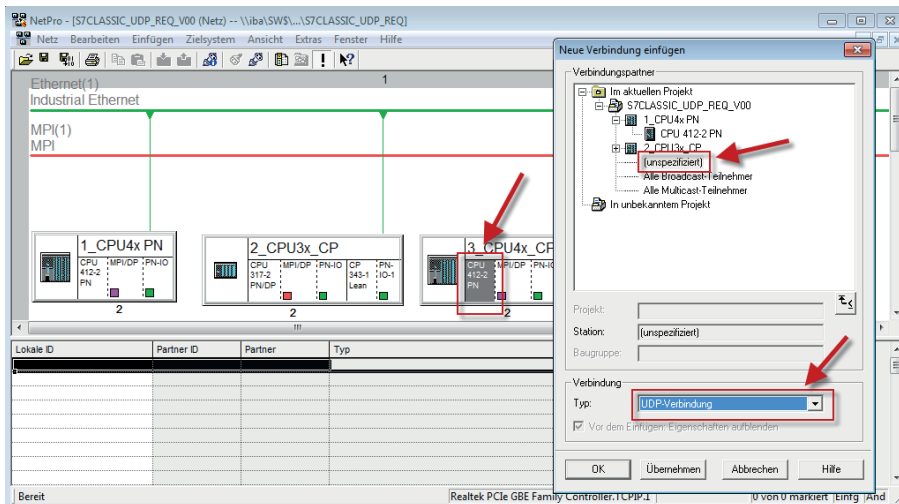 NetPro - [S7CLASSIC_UDP_REQ_V00 (Netz) -- \\iba\SWS\...\S7CLASSIC_UDP_REQ]
Netz Bearbeiten Einfügen Zielsystem Ansicht Extras Fenster Hilfe
Ethernet(1)
Industrial Ethernet
1
MPI(1)
MPI
1_CPU4x PN
CPU 412-2 PN
MPI/DP
PN-IO
2
2_CPU3x_CP
CPU 317-2 PN/DP
MPI/DP
PN-IO
CP 343-1 Lean
PN-IO-1
2
3_CPU4x_CP
CPU 412-2 PN
MPI/DP
PN-IO
2
Lokale ID Partner ID Partner Typ
Bereit
Realtek PCIe GBE Family Controller.TCPIP.1
0 von 0 markiert
Einfg
And
Neue Verbindung einfügen
Verbindungspartner
Im aktuellen Projekt
S7CLASSIC_UDP_REQ_V00
1_CPU4x PN
CPU 412-2 PN
2_CPU3x_CP
(unspezifiziert)
Alle Broadcast-Teilnehmer
Alle Multicast-Teilnehmer
In unbekanntem Projekt
Projekt:
Station: (unspezifiziert)
Baugruppe:
Verbindung
Typ: UDP-Verbindung
Vor dem Einfügen: Eigenschaften aufblenden
OK Übernehmen Abbrechen Hilfe